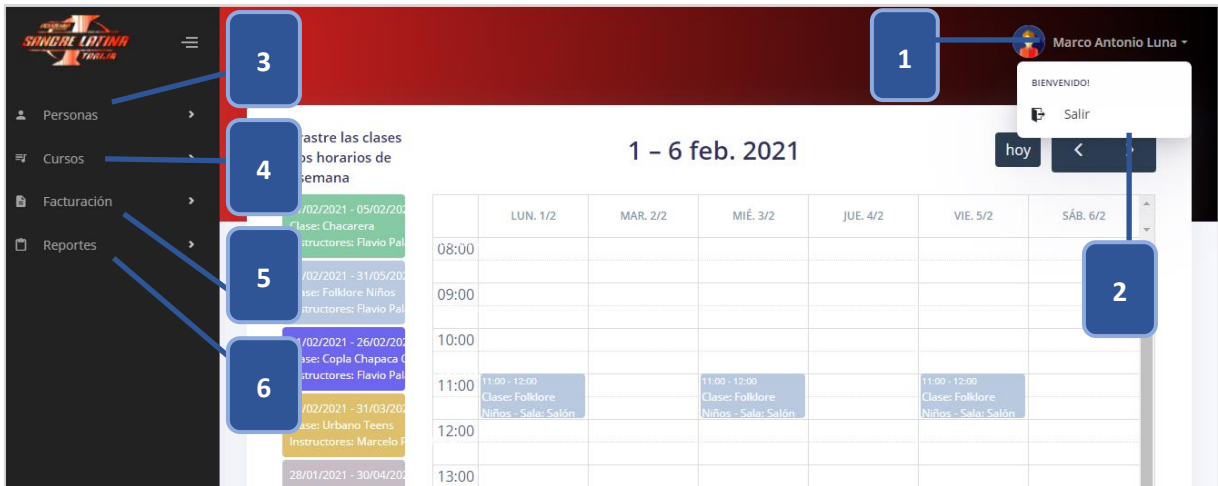 SANGRE LATINA
TARIJA
1
Marco Antonio Luna
BIENVENIDO!
Salir
2
3
Personas
4
Cursos
5
Facturación
6
Reportes
rastre las clases
os horarios de
semana
1 – 6 feb. 2021
hoy
LUN. 1/2 MAR. 2/2 MIÉ. 3/2 JUE. 4/2 VIE. 5/2 SÁB. 6/2
/02/2021 - 05/02/202
Clase: Chacarera
structores: Flavio Pal
/02/2021 - 31/05/202
ase: Folklore Niños
structores: Flavio Pal
1/02/2021 - 26/02/202
ase: Copla Chapaca
structores: Flavio Pal
/02/2021 - 31/03/202
ase: Urbano Teens
Instructores: Marcelo
28/01/2021 - 30/04/202
08:00
09:00
10:00
11:00
12:00
13:00
11:00 - 12:00
Clase: Folklore
Niños - Sala: Salón
11:00 - 12:00
Clase: Folklore
Niños - Sala: Salón
11:00 - 12:00
Clase: Folklore
Niños - Sala: Salón